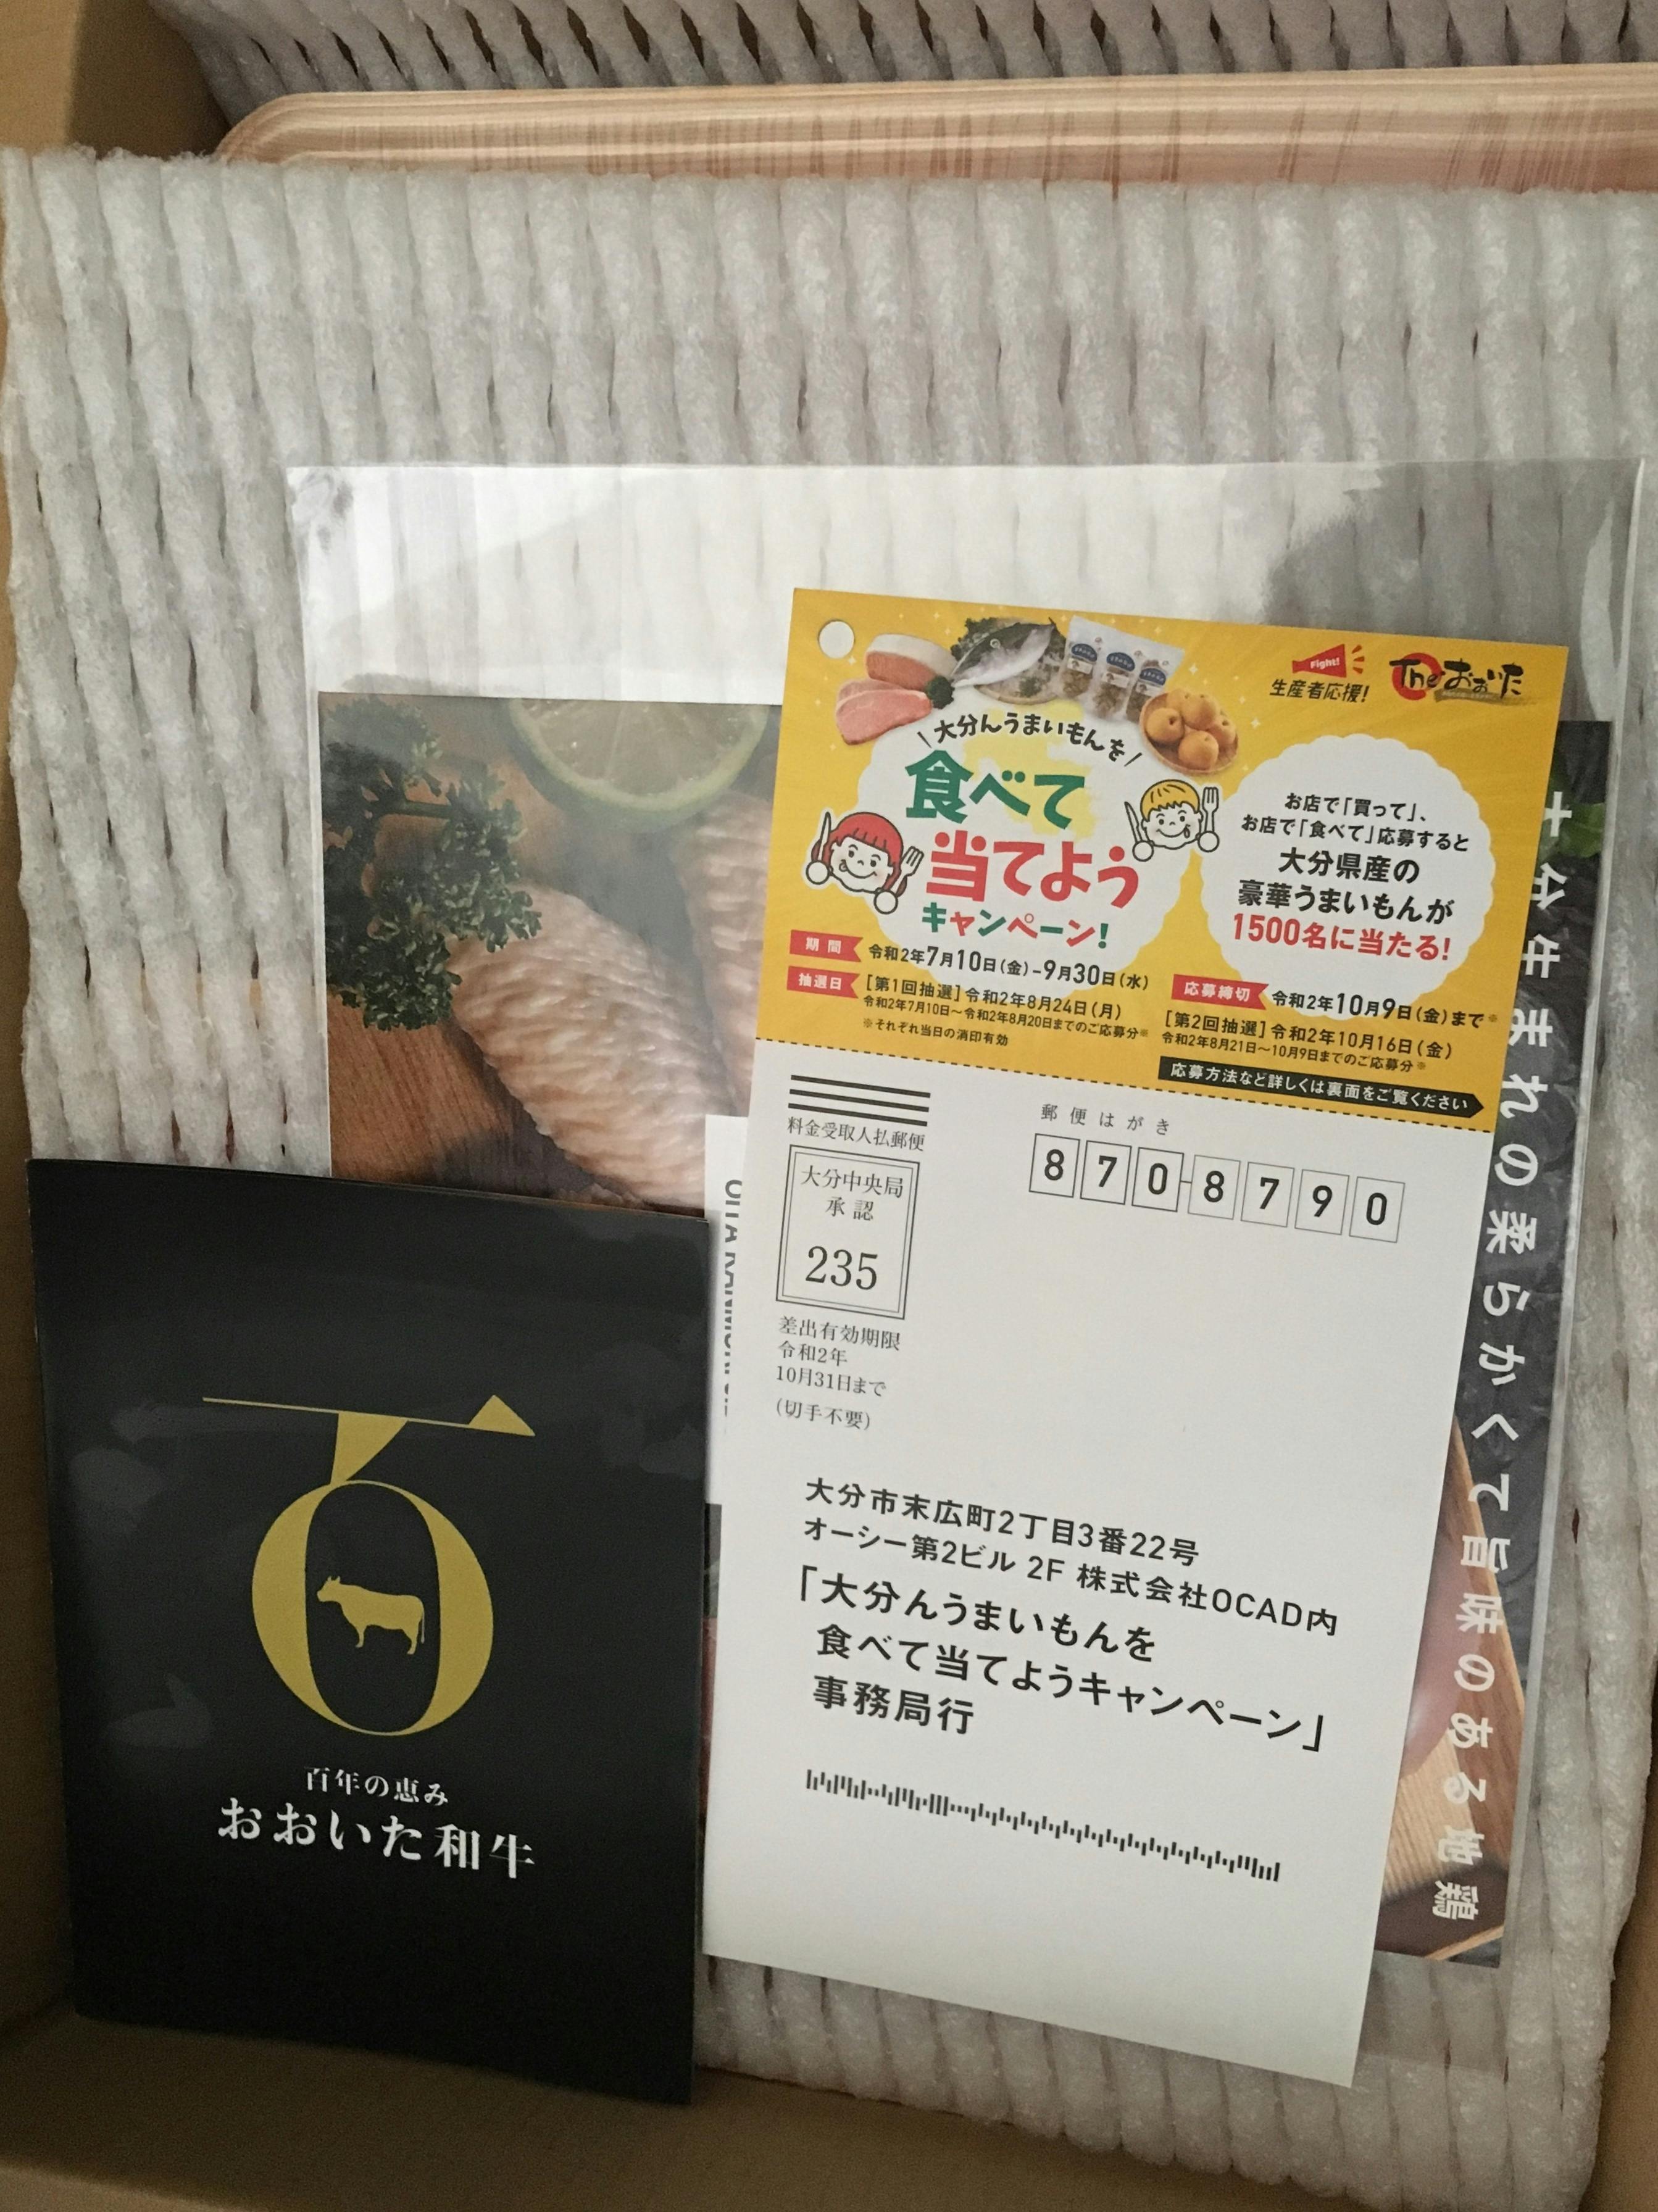 Fight!
生産者応援!
Theおおいた
大分んうまいもんを
食べて
当てよう
キャンペーン!
お店で「買って」、
お店で「食べて」応募すると
大分県産の
豪華うまいもんが
1500名に当たる!
期間 令和2年7月10日(金)-9月30日(水)
抽選日 [第1回抽選]令和2年8月24日(月)
令和2年7月10日〜令和2年8月20日までのご応募分※
※それぞれ当日の消印有効
応募締切 令和2年10月9日(金)まで※
[第2回抽選]令和2年10月16日(金)
令和2年8月21日〜10月9日までのご応募分※
応募方法など詳しくは裏面をご覧ください
料金受取人払郵便
大分中央局
承認
235
差出有効期限
令和2年
10月31日まで
(切手不要)
郵便はがき
870-8790
大分市末広町2丁目3番22号
オーシー第2ビル 2F 株式会社OCAD内
「大分んうまいもんを
食べて当てようキャンペーン」
事務局行
大分生まれの柔らかくて旨味のある地鶏
百年の恵み
おおいた和牛